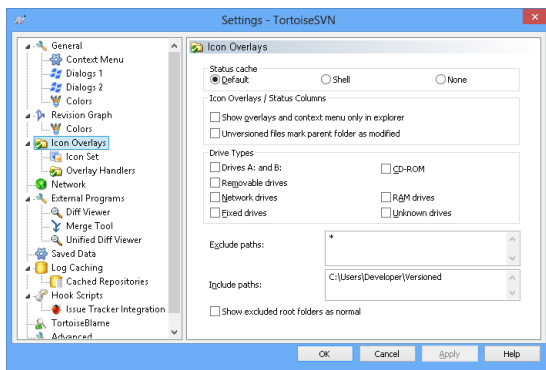 Settings - TortoiseSVN
General
Context Menu
Dialogs 1
Dialogs 2
Colors
Revision Graph
Colors
Icon Overlays
Icon Set
Overlay Handlers
Network
External Programs
Diff Viewer
Merge Tool
Unified Diff Viewer
Saved Data
Log Caching
Cached Repositories
Hook Scripts
Issue Tracker Integration
TortoiseBlame
Advanced
Icon Overlays
Status cache
Default Shell None
Icon Overlays / Status Columns
Show overlays and context menu only in explorer
Unversioned files mark parent folder as modified
Drive Types
Drives A: and B: CD-ROM
Removable drives
Network drives RAM drives
Fixed drives Unknown drives
Exclude paths: *
Include paths: C:\Users\Developer\Versioned
Show excluded root folders as normal
OK Cancel Apply Help